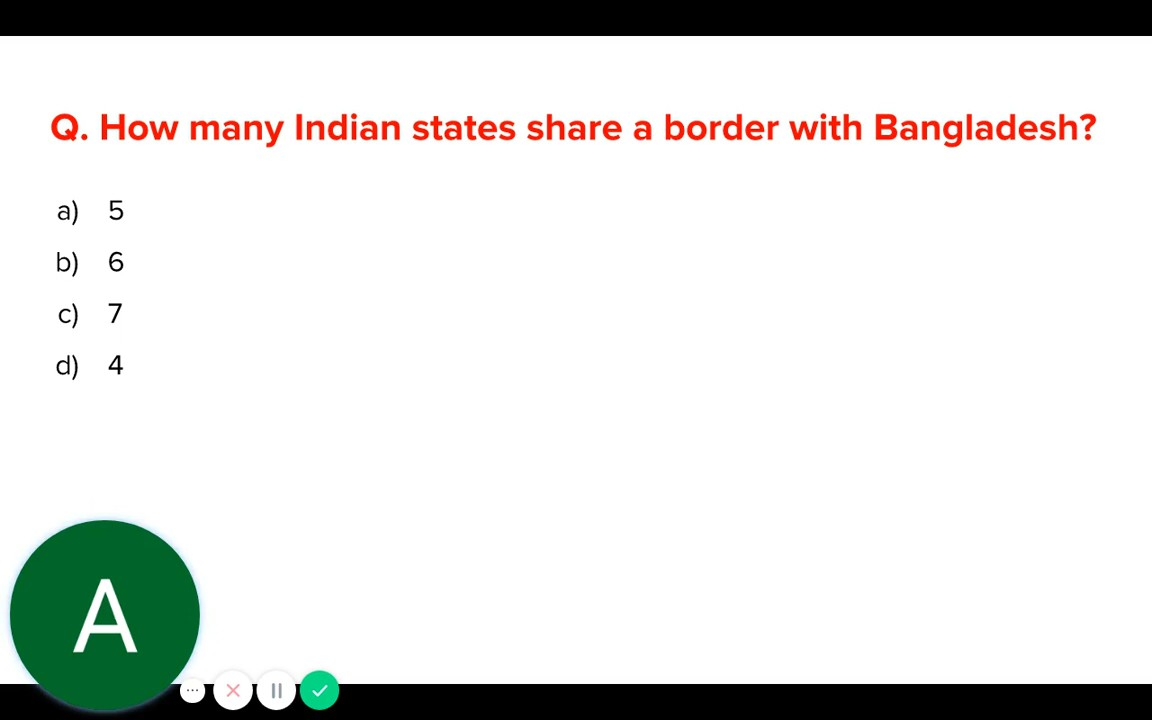 Q. How many Indian states share a border with Bangladesh?
a) 5
b) 6
c) 7
d) 4
A